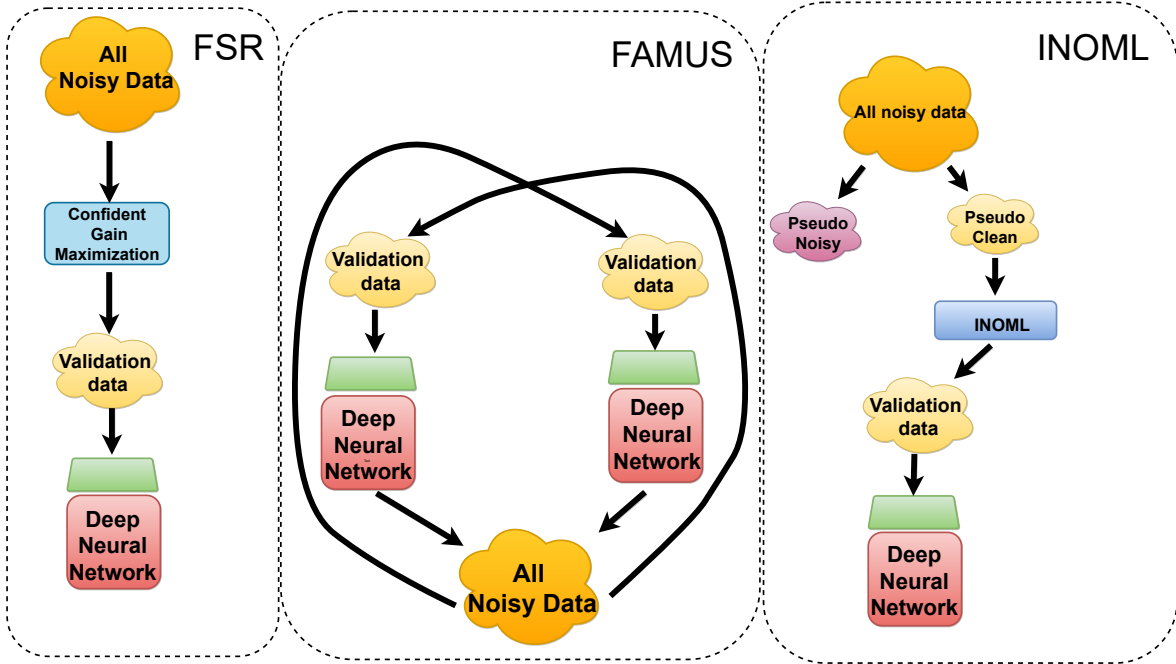 FSR
All
Noisy Data
Confident
Gain
Maximization
Validation
data
Deep
Neural
Network
FAMUS
Validation
data
Validation
data
Deep
Neural
Network
Deep
Neural
Network
All
Noisy Data
INOML
All noisy data
Pseudo
Noisy
Pseudo
Clean
INOML
Validation
data
Deep
Neural
Network